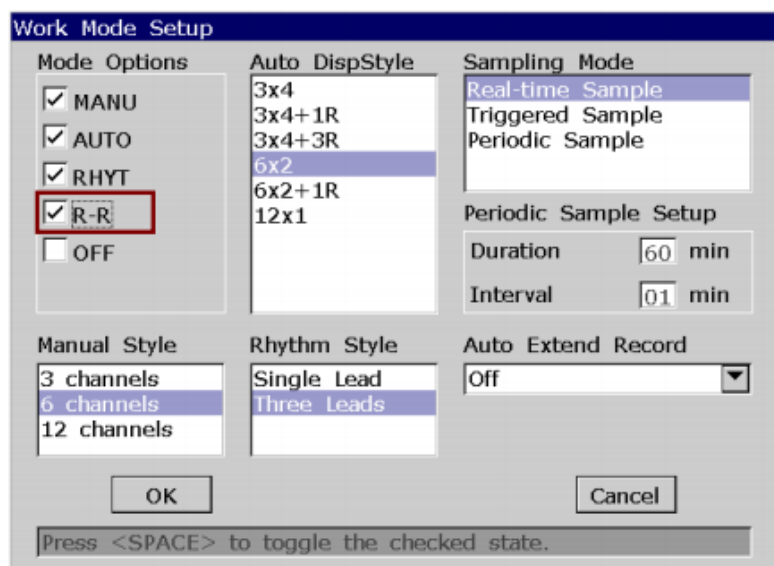 Work Mode Setup
Mode Options
MANU
AUTO
RHYT
R-R
OFF
Auto DispStyle
3x4
3x4+1R
3x4+3R
6x2
6x2+1R
12x1
Sampling Mode
Real-time Sample
Triggered Sample
Periodic Sample
Periodic Sample Setup
Duration 60 min
Interval 01 min
Manual Style
3 channels
6 channels
12 channels
Rhythm Style
Single Lead
Three Leads
Auto Extend Record
Off
OK
Cancel
Press <SPACE> to toggle the checked state.